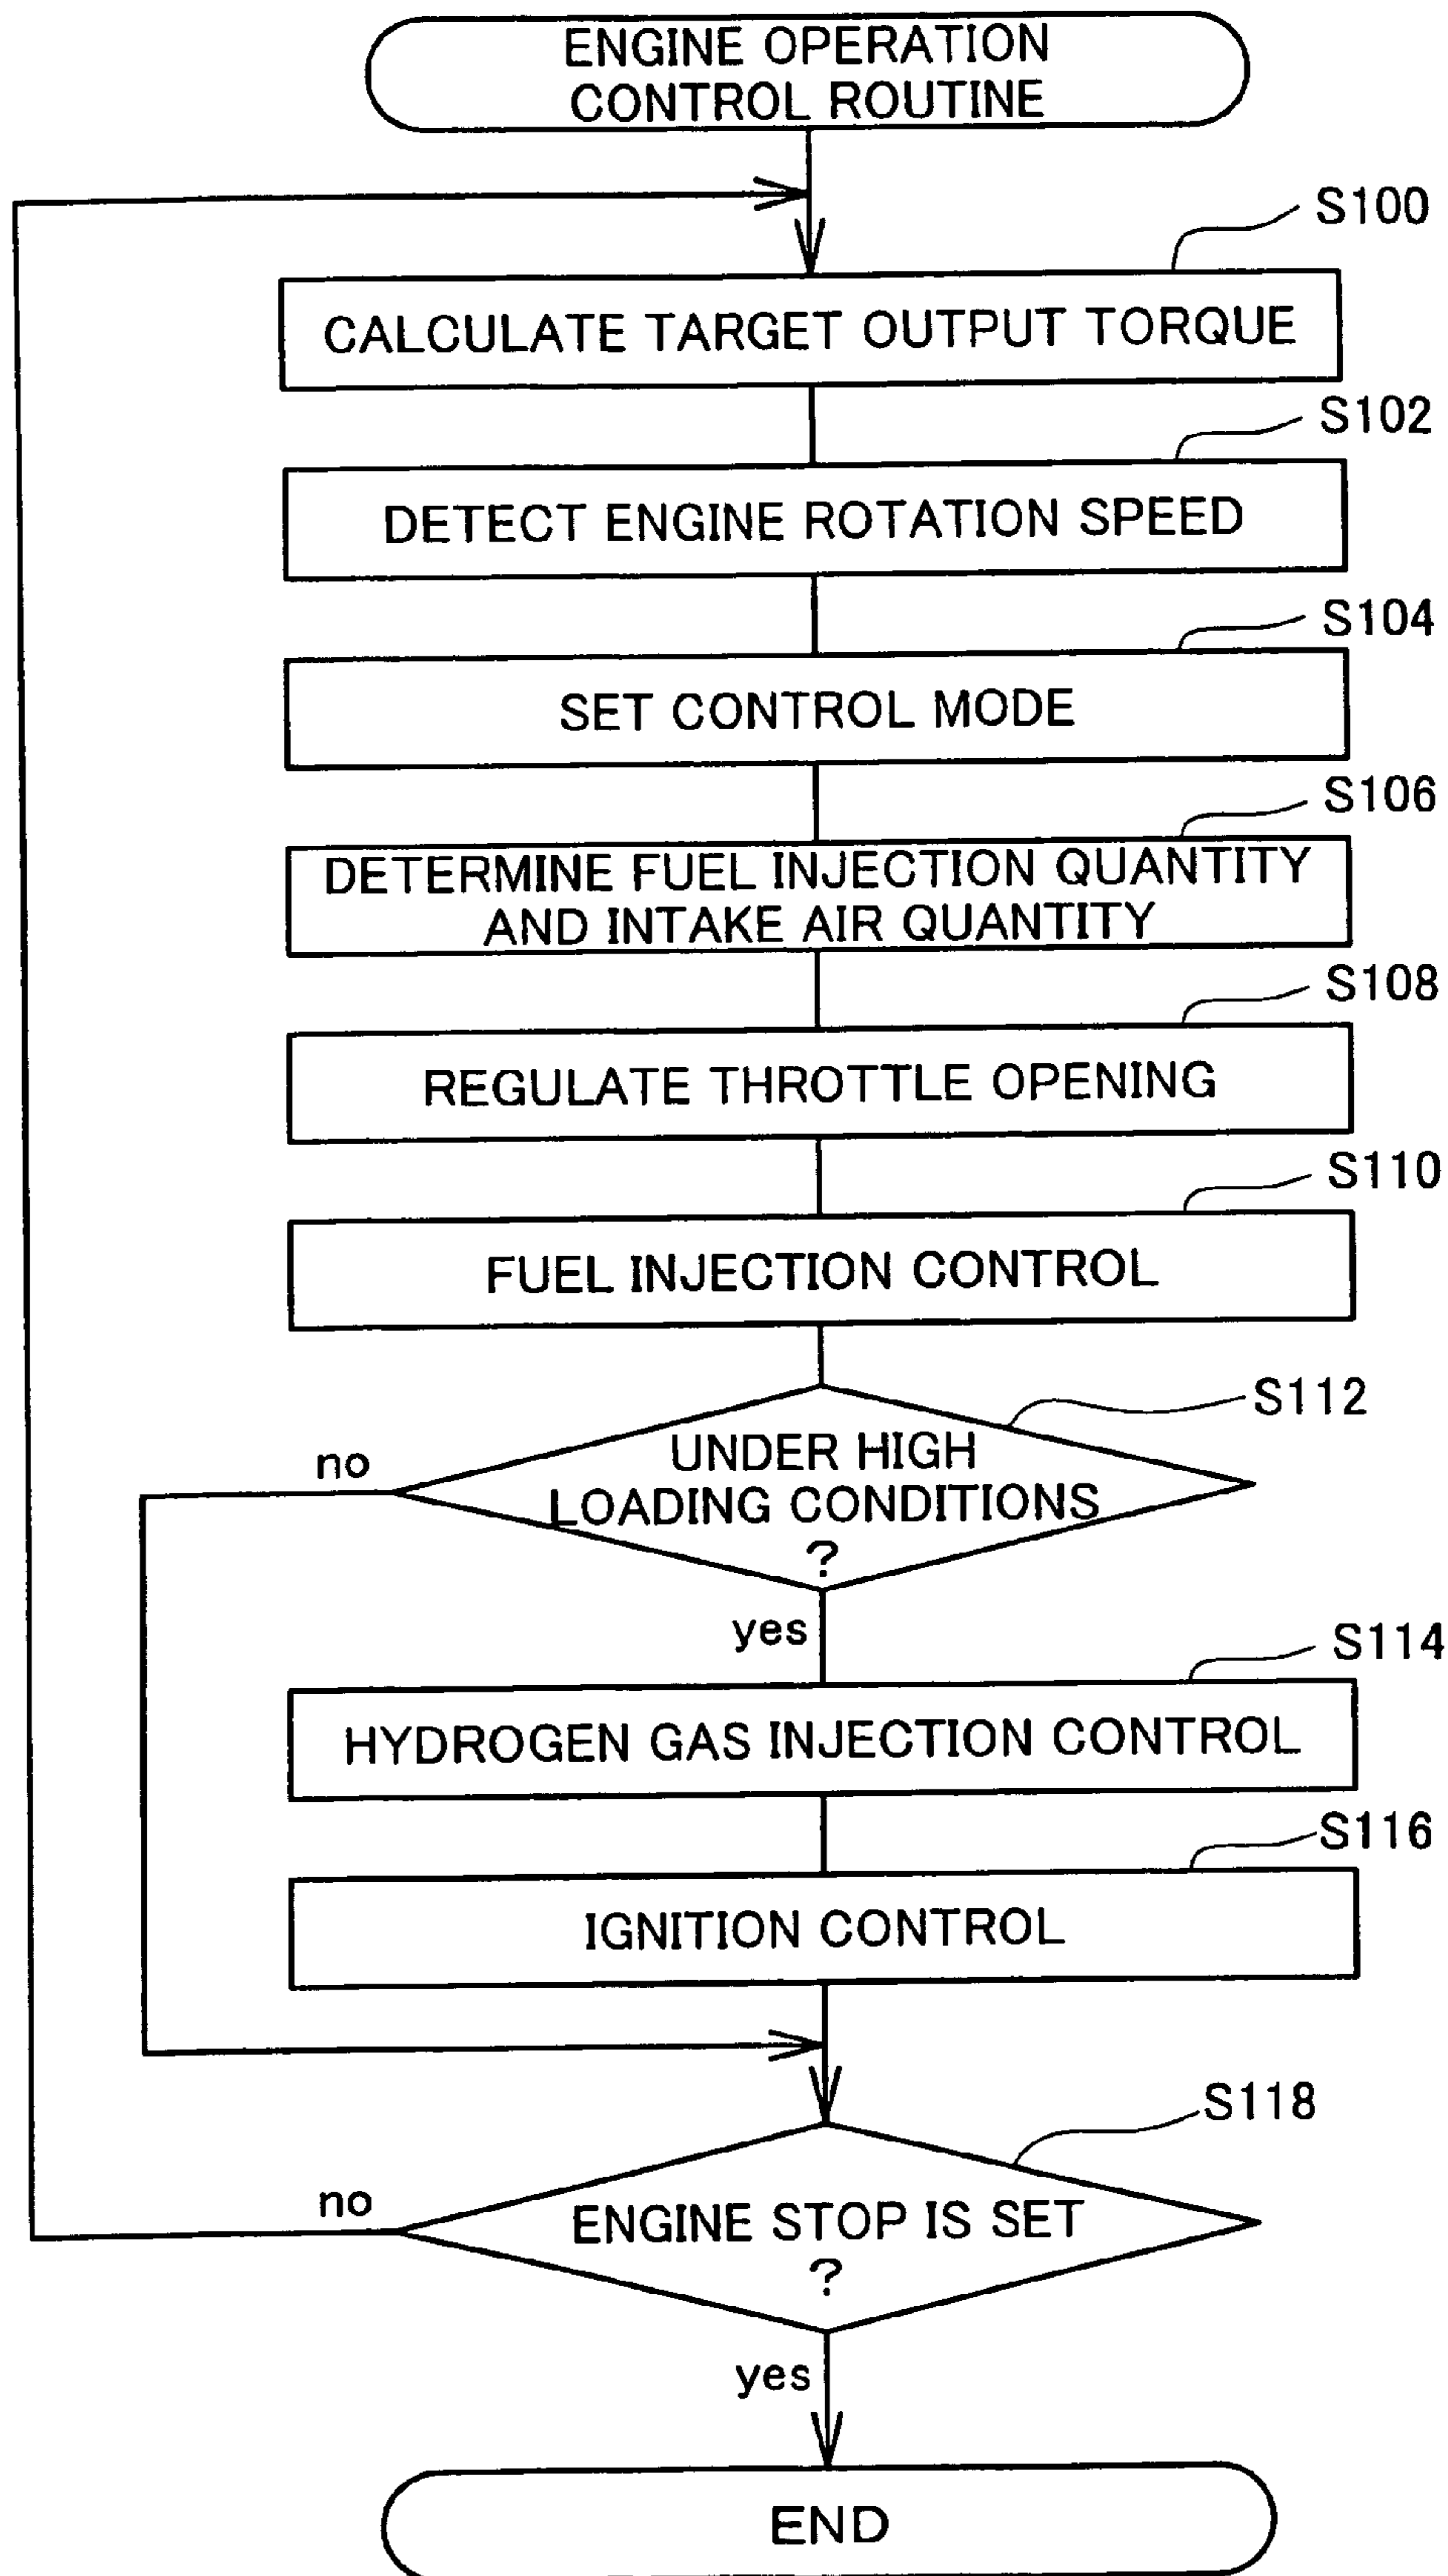 ENGINE OPERATION
CONTROL ROUTINE
S100
CALCULATE TARGET OUTPUT TORQUE
S102
DETECT ENGINE ROTATION SPEED
S104
SET CONTROL MODE
S106
DETERMINE FUEL INJECTION QUANTITY
AND INTAKE AIR QUANTITY
S108
REGULATE THROTTLE OPENING
S110
FUEL INJECTION CONTROL
S112
no
UNDER HIGH
LOADING CONDITIONS
?
yes
S114
HYDROGEN GAS INJECTION CONTROL
S116
IGNITION CONTROL
S118
no
ENGINE STOP IS SET
?
yes
END